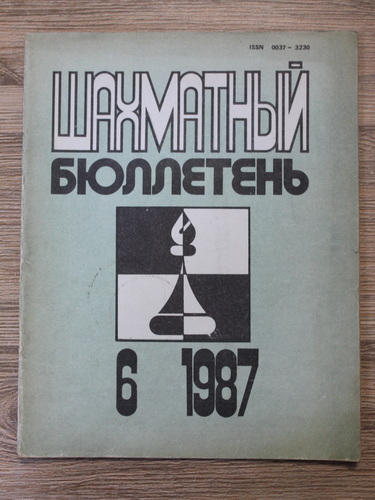 ISSN 0037-3230
ШАХМАТНЫЙ
БЮЛЛЕТЕНЬ
6 1987